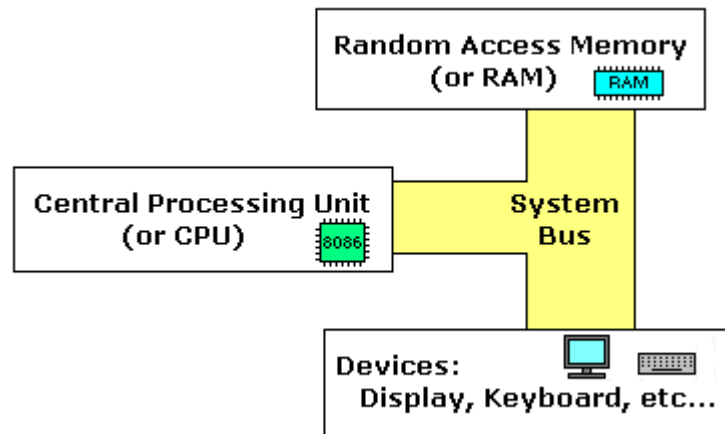 Random Access Memory
(or RAM)
RAM
Central Processing Unit
(or CPU)
8086
System
Bus
Devices:
Display, Keyboard, etc...